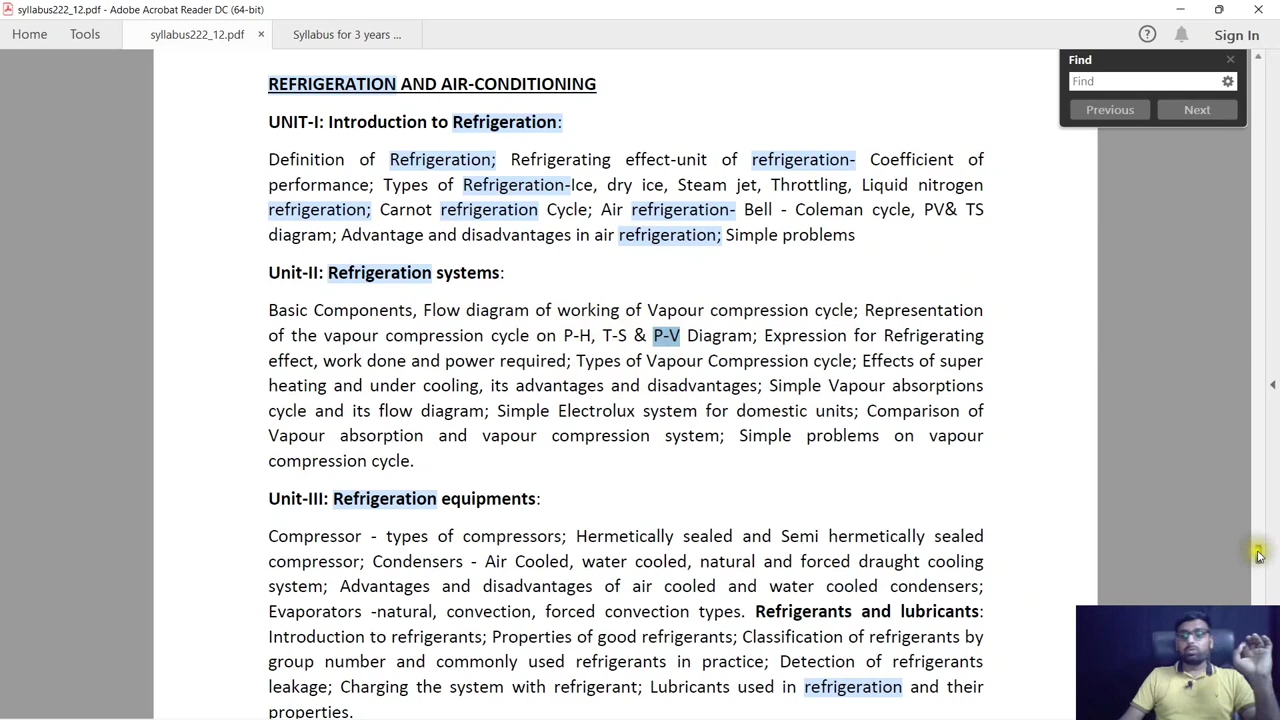 syllabus222_12.pdf - Adobe Acrobat Reader DC (64-bit)
Home Tools syllabus222_12.pdf × Syllabus for 3 years ... Sign In
Find
Find
Previous Next
REFRIGERATION AND AIR-CONDITIONING
UNIT-I: Introduction to Refrigeration:
Definition of Refrigeration; Refrigerating effect-unit of refrigeration- Coefficient of
performance; Types of Refrigeration-Ice, dry ice, Steam jet, Throttling, Liquid nitrogen
refrigeration; Carnot refrigeration Cycle; Air refrigeration- Bell - Coleman cycle, PV& TS
diagram; Advantage and disadvantages in air refrigeration; Simple problems
Unit-II: Refrigeration systems:
Basic Components, Flow diagram of working of Vapour compression cycle; Representation
of the vapour compression cycle on P-H, T-S & P-V Diagram; Expression for Refrigerating
effect, work done and power required; Types of Vapour Compression cycle; Effects of super
heating and under cooling, its advantages and disadvantages; Simple Vapour absorptions
cycle and its flow diagram; Simple Electrolux system for domestic units; Comparison of
Vapour absorption and vapour compression system; Simple problems on vapour
compression cycle.
Unit-III: Refrigeration equipments:
Compressor - types of compressors; Hermetically sealed and Semi hermetically sealed
compressor; Condensers - Air Cooled, water cooled, natural and forced draught cooling
system; Advantages and disadvantages of air cooled and water cooled condensers;
Evaporators -natural, convection, forced convection types. Refrigerants and lubricants:
Introduction to refrigerants; Properties of good refrigerants; Classification of refrigerants by
group number and commonly used refrigerants in practice; Detection of refrigerants
leakage; Charging the system with refrigerant; Lubricants used in refrigeration and their
properties.